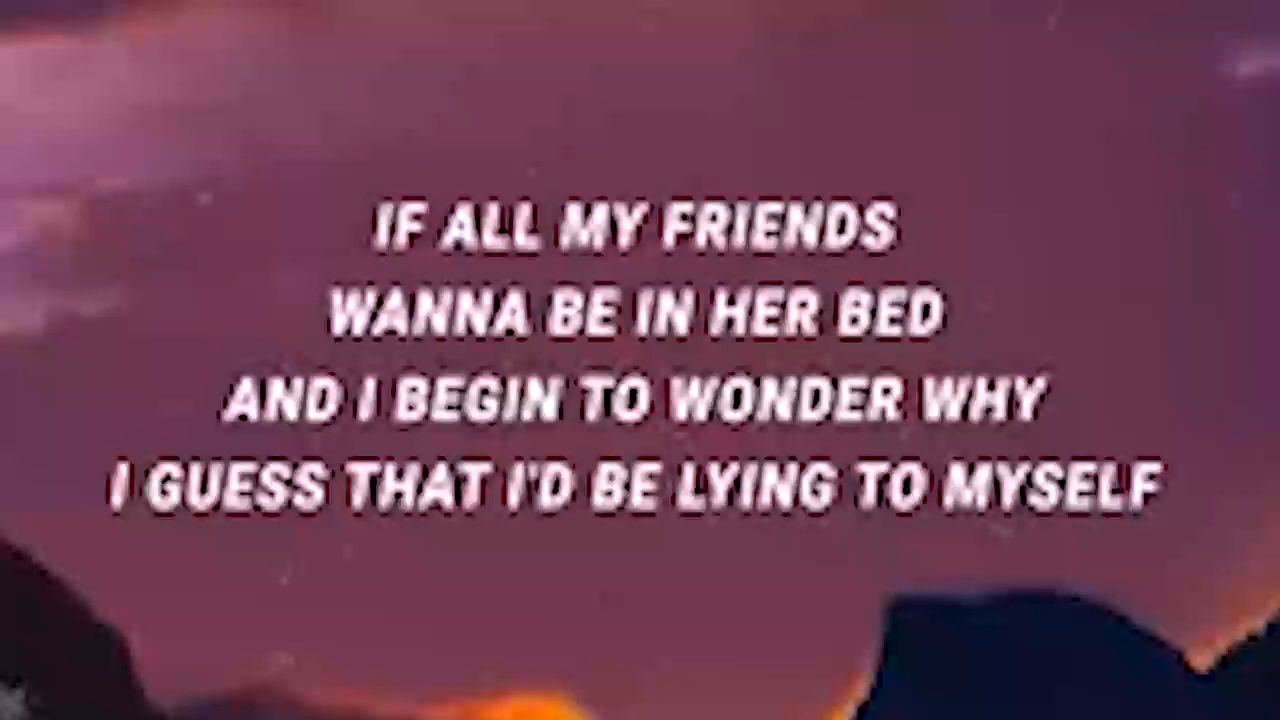 IF ALL MY FRIENDS
WANNA BE IN HER BED
AND I BEGIN TO WONDER WHY
I GUESS THAT I'D BE LYING TO MYSELF